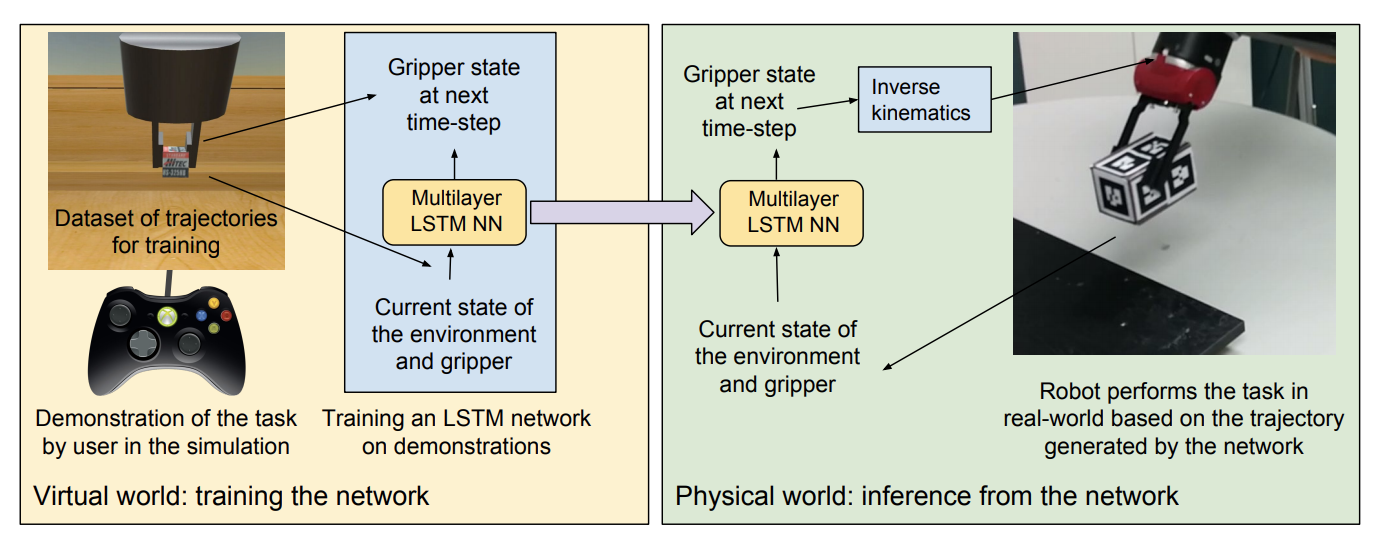 Dataset of trajectories
for training
Demonstration of the task
by user in the simulation
Gripper state
at next
time-step
Multilayer
LSTM NN
Current state of
the environment
and gripper
Training an LSTM network
on demonstrations
Virtual world: training the network
Gripper state
at next
time-step
Inverse
kinematics
Multilayer
LSTM NN
Current state of
the environment
and gripper
Robot performs the task in
real-world based on the trajectory
generated by the network
Physical world: inference from the network